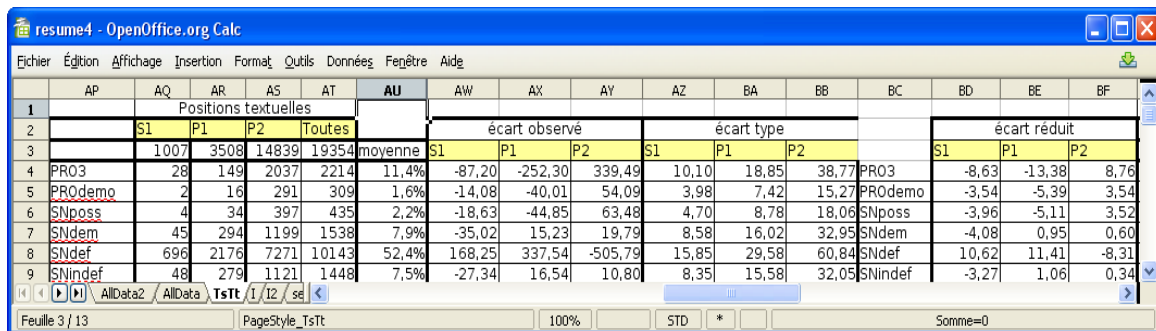 resume4 - OpenOffice.org Calc
Fichier Édition Affichage Insertion Format Outils Données Fenêtre Aide
AP AQ AR AS AT AU AW AX AY AZ BA BB BC BD BE BF
1 Positions textuelles
2 S1 P1 P2 Toutes écart observé écart type écart réduit
3 1007 3508 14839 19354 moyenne S1 P1 P2 S1 P1 P2 S1 P1 P2
4 PRO3 28 149 2037 2214 11,4% -87,20 -252,30 339,49 10,10 18,85 38,77 PRO3 -8,63 -13,38 8,76
5 PROdemo 2 16 291 309 1,6% -14,08 -40,01 54,09 3,98 7,42 15,27 PROdemo -3,54 -5,39 3,54
6 SNposs 4 34 397 435 2,2% -18,63 -44,85 63,48 4,70 8,78 18,06 SNposs -3,96 -5,11 3,52
7 SNdem 45 294 1199 1538 7,9% -35,02 15,23 19,79 8,58 16,02 32,95 SNdem -4,08 0,95 0,60
8 SNdef 696 2176 7271 10143 52,4% 168,25 337,54 -505,79 15,85 29,58 60,84 SNdef 10,62 11,41 -8,31
9 SNindef 48 279 1121 1448 7,5% -27,34 16,54 10,80 8,35 15,58 32,05 SNindef -3,27 1,06 0,34
AllData2 AllData TsTt I I2 se
Feuille 3 / 13 PageStyle_TsTt 100% STD * Somme=0